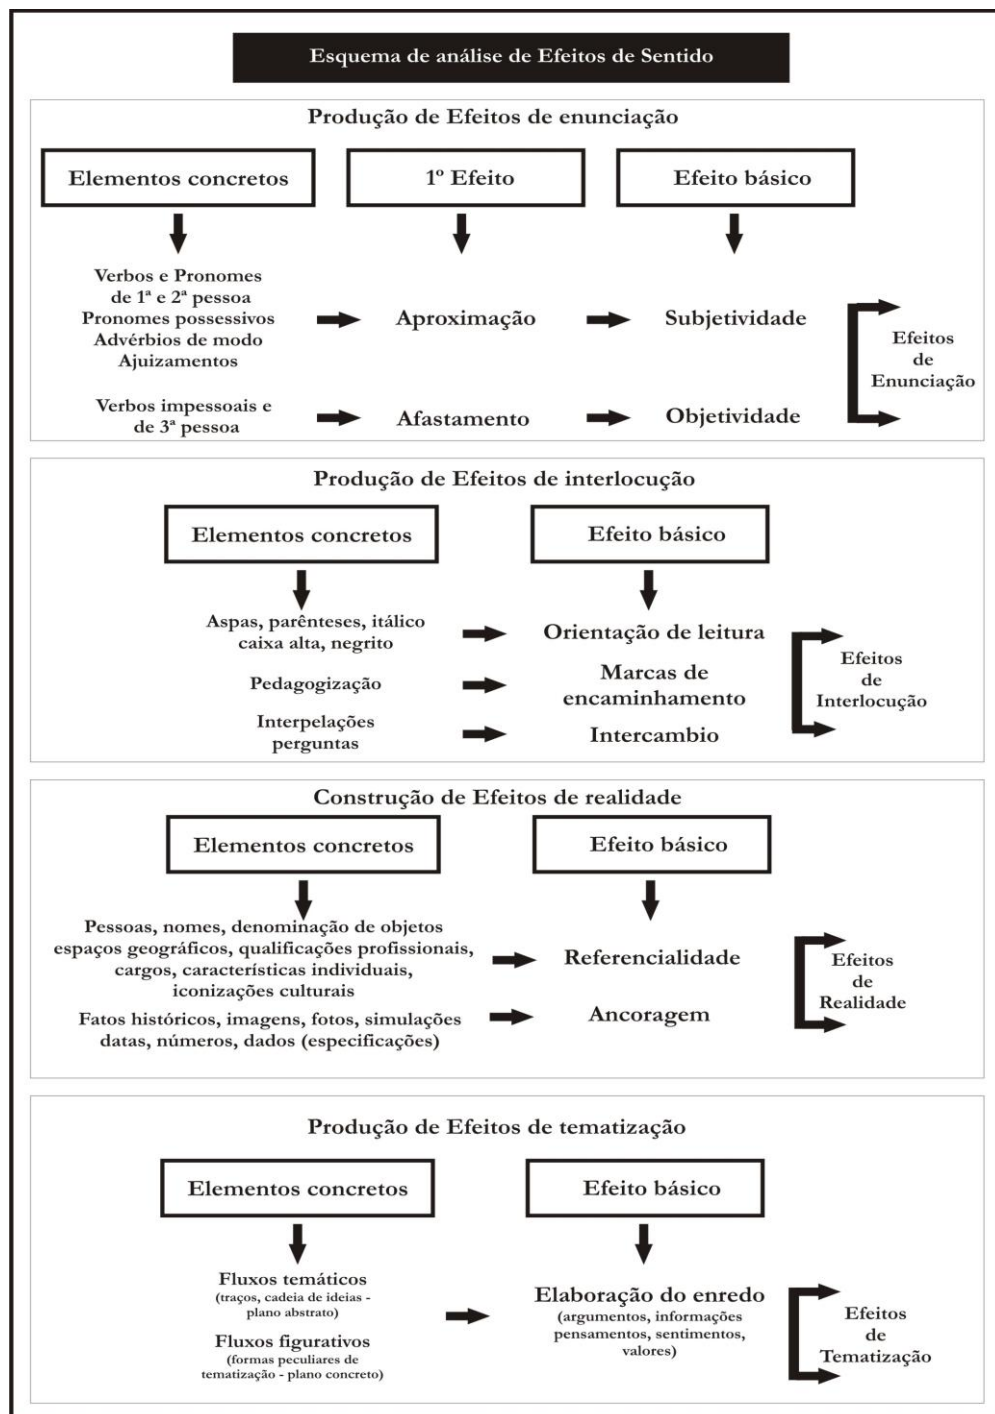 Esquema de análise de Efeitos de Sentido
Produção de Efeitos de enunciação
Elementos concretos
1º Efeito
Efeito básico
Verbos e Pronomes
de 1ª e 2ª pessoa
Pronomes possessivos
Advérbios de modo
Ajuizamentos
Aproximação
Subjetividade
Verbos impessoais e
de 3ª pessoa
Afastamento
Objetividade
Efeitos
de
Enunciação
Produção de Efeitos de interlocução
Elementos concretos
Efeito básico
Aspas, parênteses, itálico
caixa alta, negrito
Orientação de leitura
Pedagogização
Marcas de
encaminhamento
Interpelações
perguntas
Intercambio
Efeitos
de
Interlocução
Construção de Efeitos de realidade
Elementos concretos
Efeito básico
Pessoas, nomes, denominação de objetos
espaços geográficos, qualificações profissionais,
cargos, características individuais,
iconizações culturais
Referencialidade
Fatos históricos, imagens, fotos, simulações
datas, números, dados (especificações)
Ancoragem
Efeitos
de
Realidade
Produção de Efeitos de tematização
Elementos concretos
Efeito básico
Fluxos temáticos
(traços, cadeia de ideias -
plano abstrato)
Fluxos figurativos
(formas peculiares de
tematização - plano concreto)
Elaboração do enredo
(argumentos, informações
pensamentos, sentimentos,
valores)
Efeitos
de
Tematização